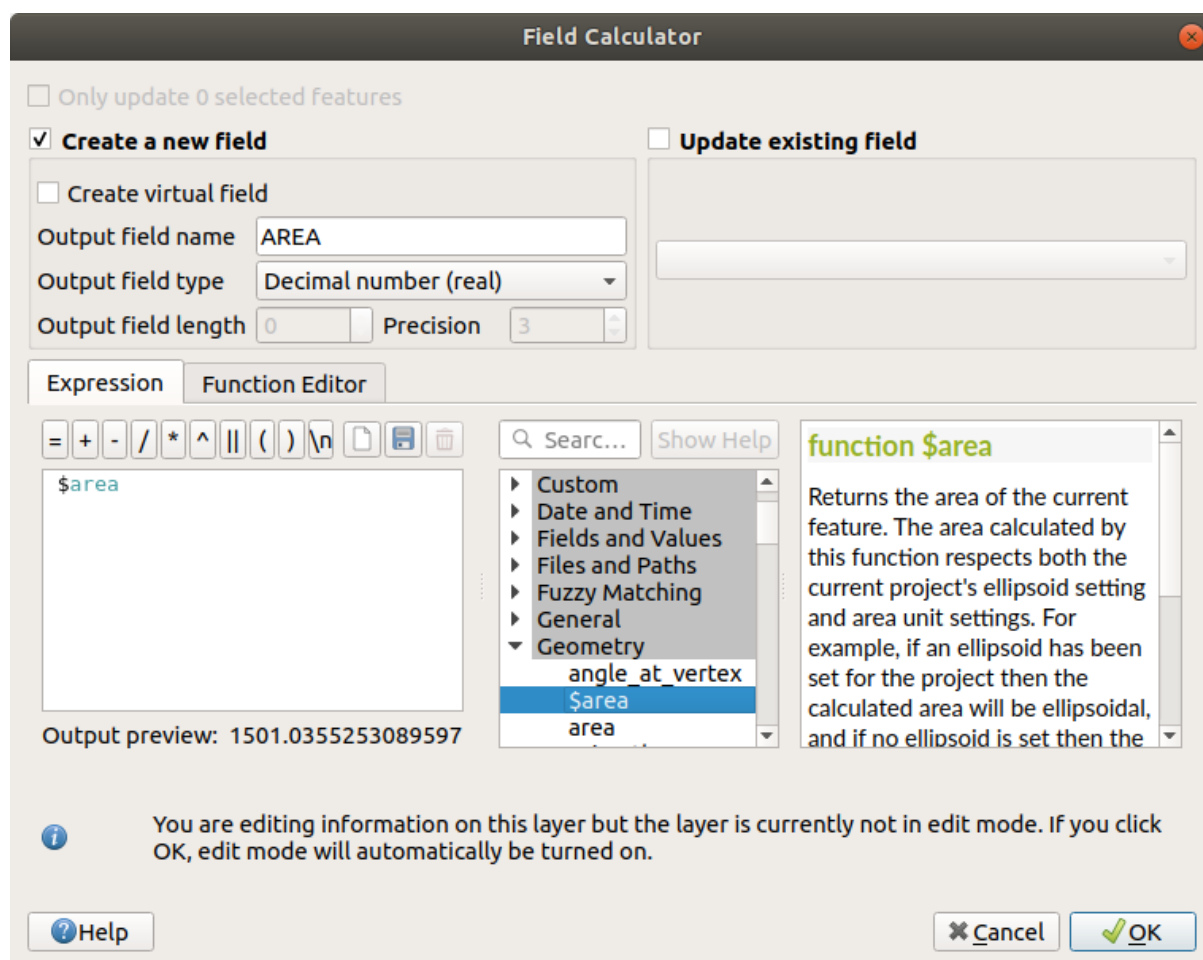 Field Calculator
Only update 0 selected features
Create a new field
Update existing field
Create virtual field
Output field name AREA
Output field type Decimal number (real)
Output field length 0 Precision 3
Expression Function Editor
= + - / * ^ || ( ) \n
Searc... Show Help
$area
Output preview: 1501.0355253089597
Custom
Date and Time
Fields and Values
Files and Paths
Fuzzy Matching
General
Geometry
angle_at_vertex
$area
area
function $area
Returns the area of the current
feature. The area calculated by
this function respects both the
current project's ellipsoid setting
and area unit settings. For
example, if an ellipsoid has been
set for the project then the
calculated area will be ellipsoidal,
and if no ellipsoid is set then the
You are editing information on this layer but the layer is currently not in edit mode. If you click
OK, edit mode will automatically be turned on.
Help
Cancel
OK